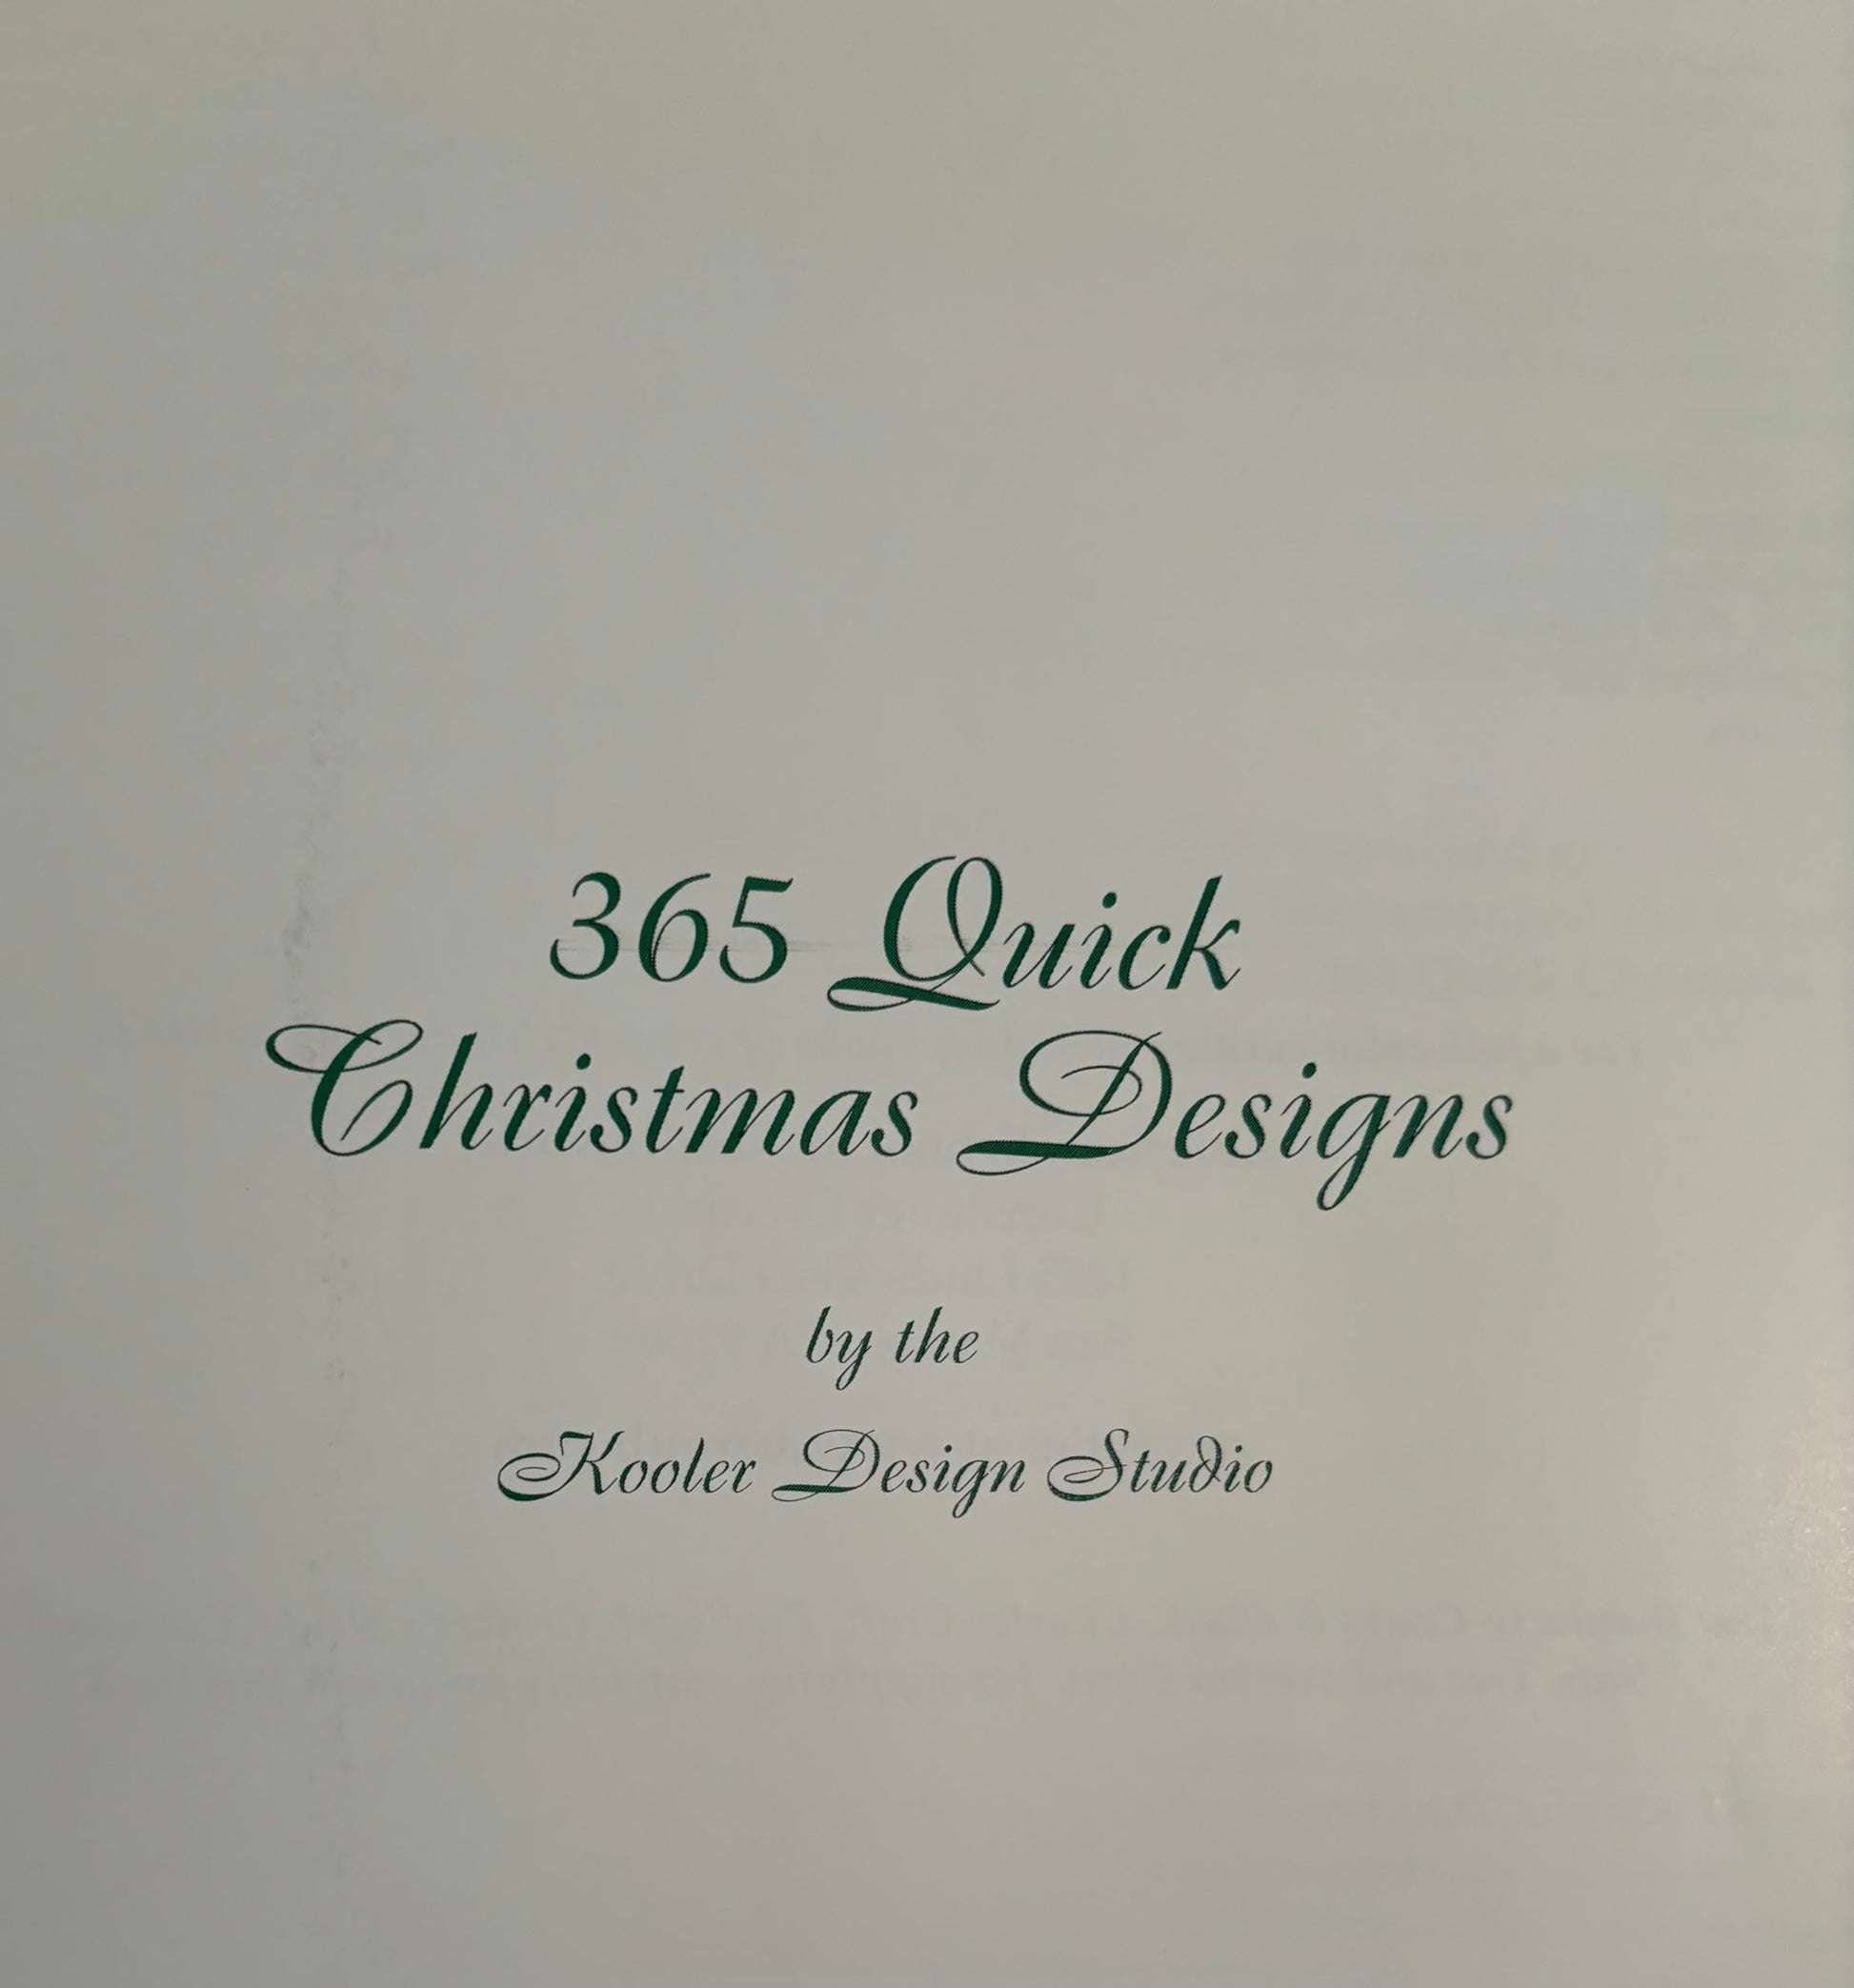 365 Quick
Christmas Designs
by the
Kooler Design Studio